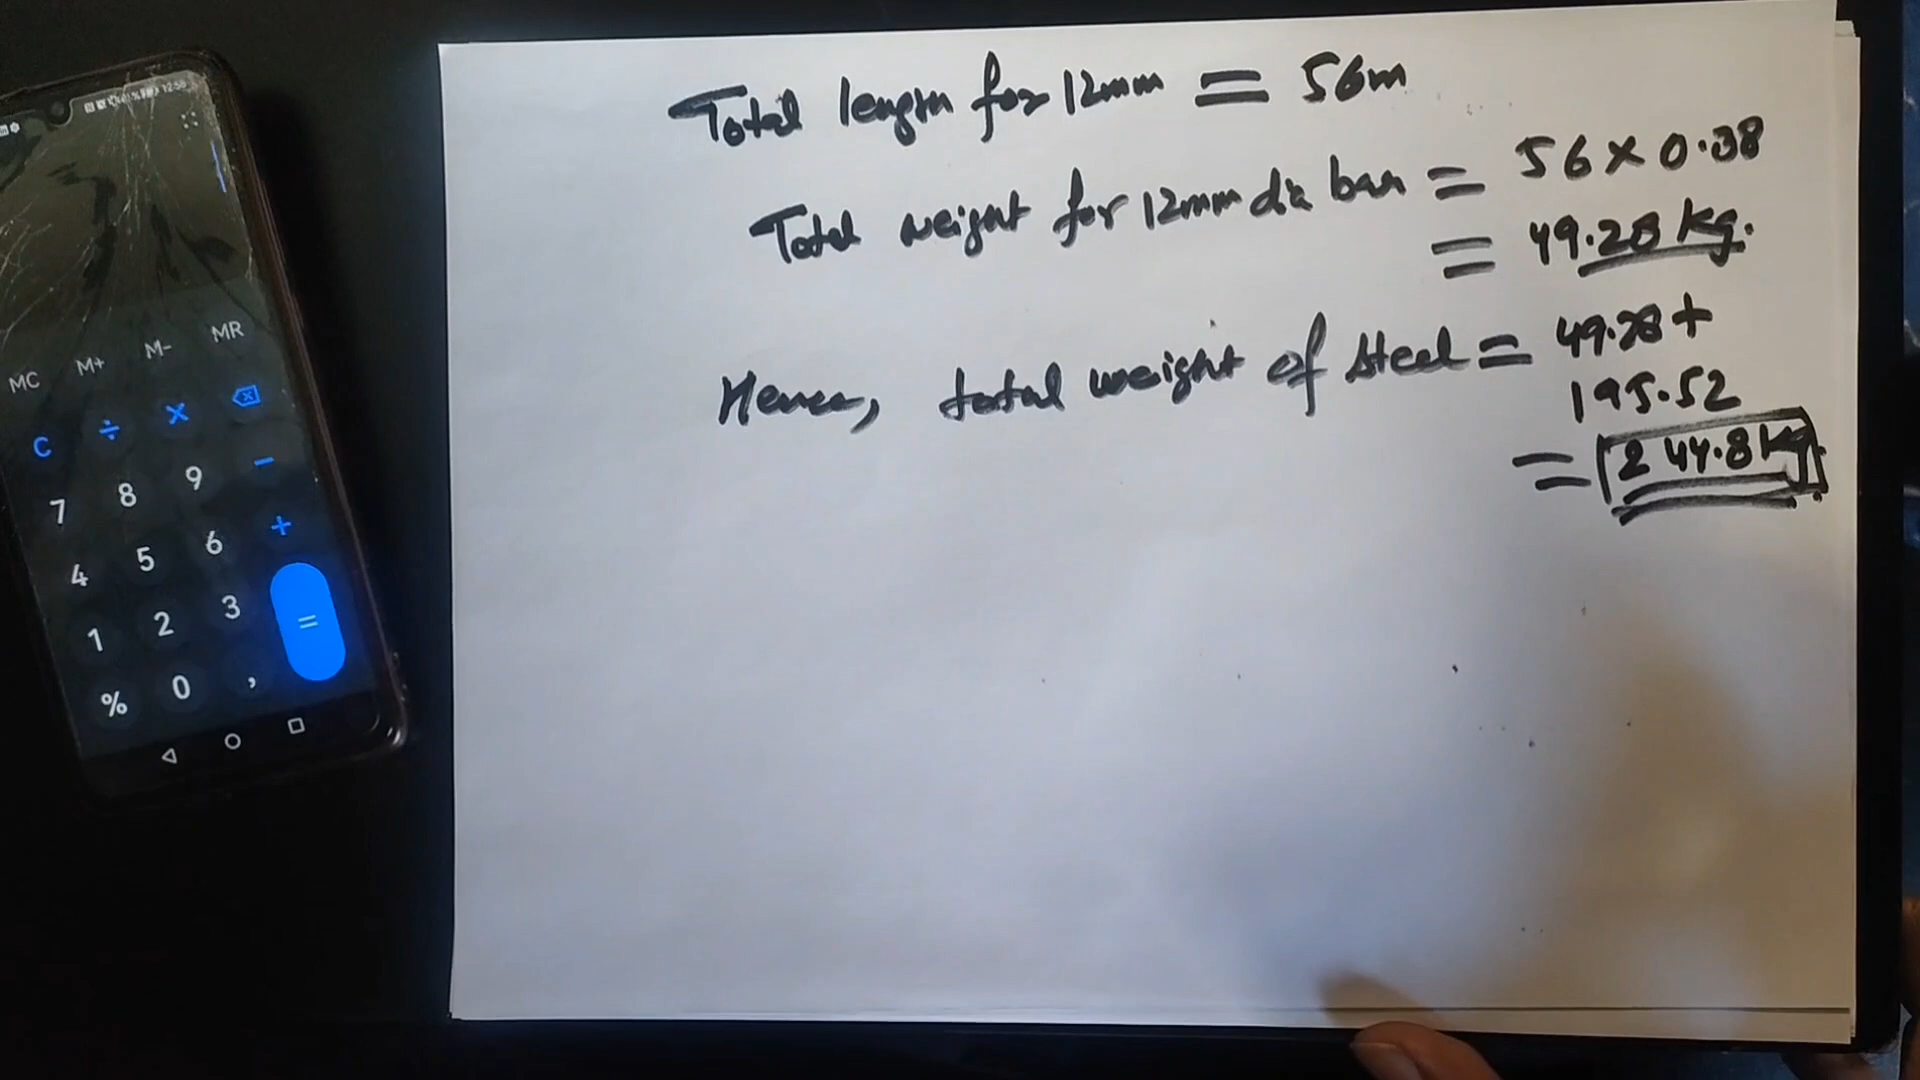 Total length for 12mm = 56m
Total weight for 12mm dia bar = 56 x 0.88
= 49.28 kg.
Hence, total weight of steel = 49.28 +
195.52
= 244.8 kg.
12:58
MC M+ M- MR
C ÷ ×
7 8 9 −
4 5 6 +
1 2 3 =
% 0 ,